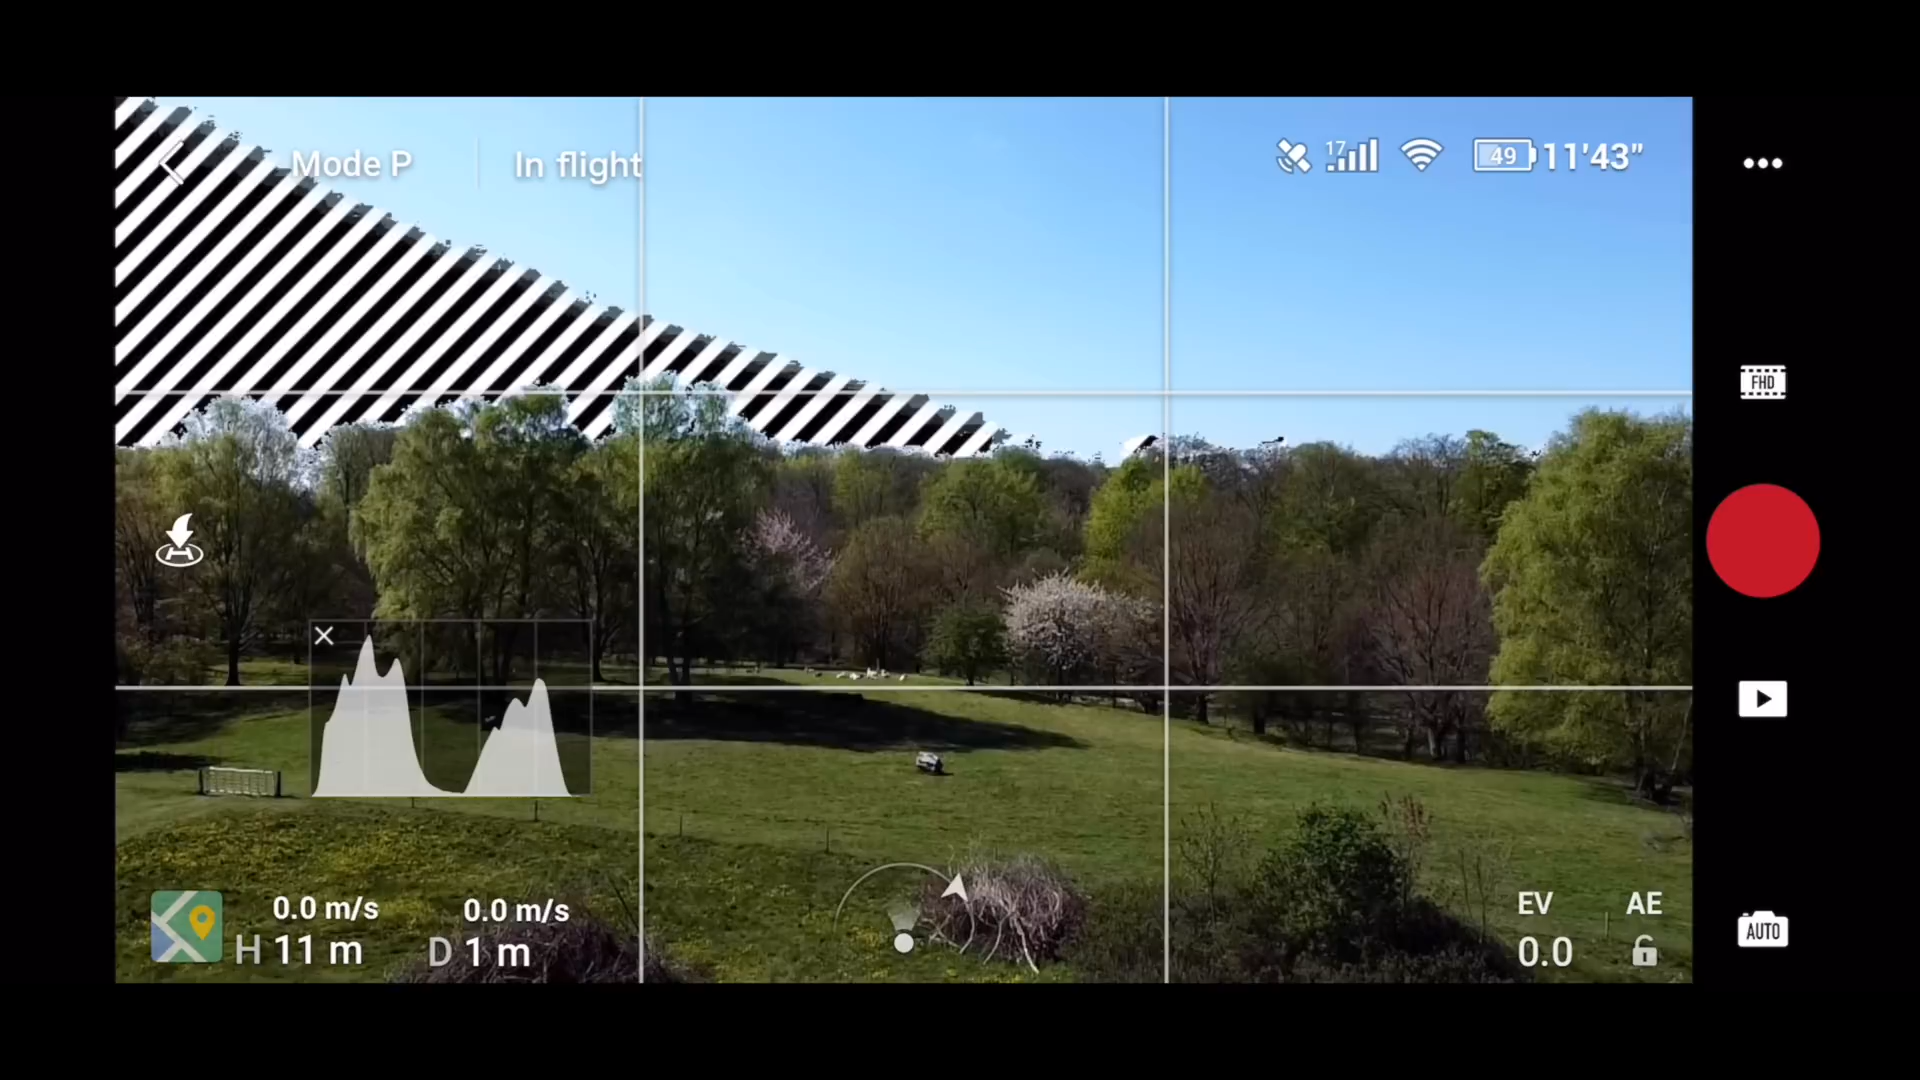 Mode P
In flight
17
49
11'43"
FHD
0.0 m/s
0.0 m/s
H 11 m
D 1 m
EV
AE
0.0
AUTO